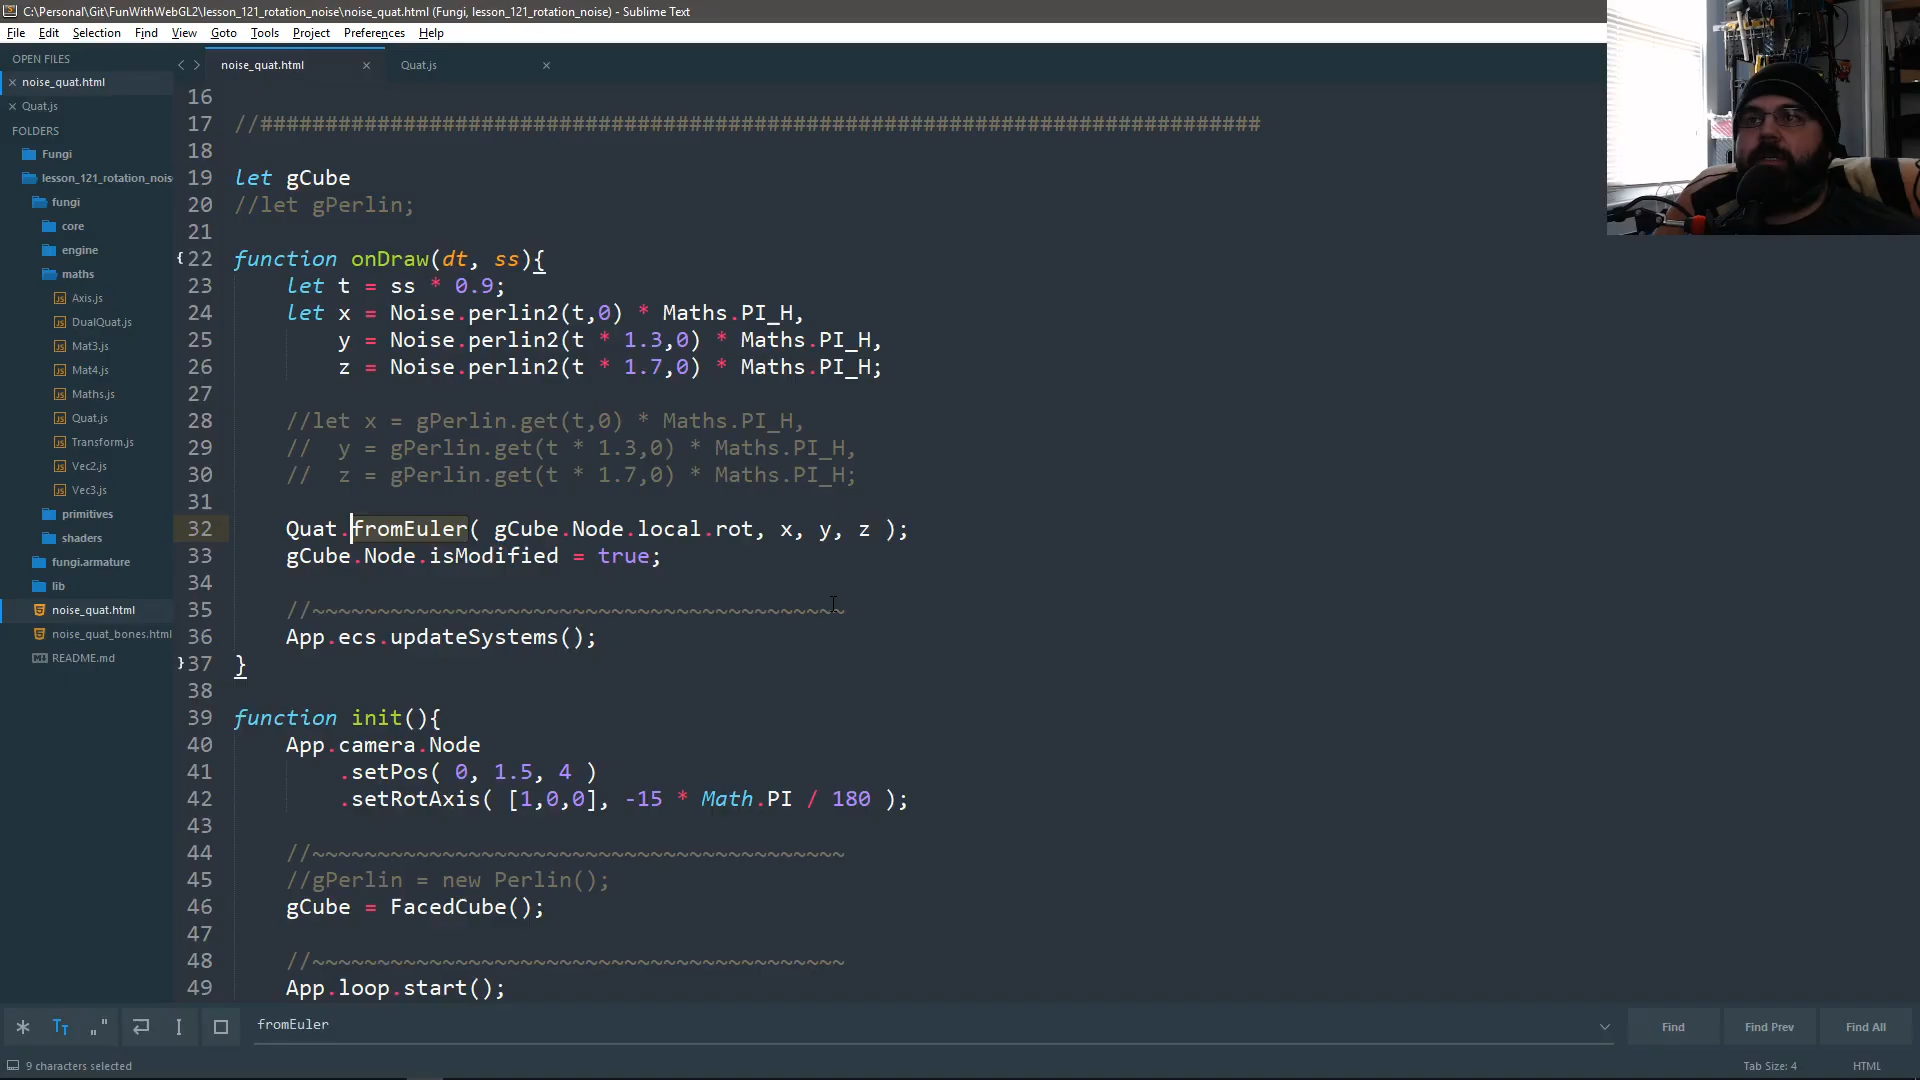 C:\Personal\Git\FunWithWebGL2\lesson_121_rotation_noise\noise_quat.html (Fungi, lesson_121_rotation_noise) - Sublime Text
File Edit Selection Find View Goto Tools Project Preferences Help
OPEN FILES
noise_quat.html
Quat.js
FOLDERS
Fungi
lesson_121_rotation_nois
fungi
core
engine
maths
Axis.js
DualQuat.js
Mat3.js
Mat4.js
Maths.js
Quat.js
Transform.js
Vec2.js
Vec3.js
primitives
shaders
fungi.armature
lib
noise_quat.html
noise_quat_bones.html
README.md
noise_quat.html
Quat.js
16
17 //#############################################################################
18
19 let gCube
20 //let gPerlin;
21
22 function onDraw(dt, ss){
23 let t = ss * 0.9;
24 let x = Noise.perlin2(t,0) * Maths.PI_H,
25 y = Noise.perlin2(t * 1.3,0) * Maths.PI_H,
26 z = Noise.perlin2(t * 1.7,0) * Maths.PI_H;
27
28 //let x = gPerlin.get(t,0) * Maths.PI_H,
29 // y = gPerlin.get(t * 1.3,0) * Maths.PI_H,
30 // z = gPerlin.get(t * 1.7,0) * Maths.PI_H;
31
32 Quat.fromEuler( gCube.Node.local.rot, x, y, z );
33 gCube.Node.isModified = true;
34
35 //~~~~~~~~~~~~~~~~~~~~~~~~~~~~~~~~~~~~~~~~~
36 App.ecs.updateSystems();
37 }
38
39 function init(){
40 App.camera.Node
41 .setPos( 0, 1.5, 4 )
42 .setRotAxis( [1,0,0], -15 * Math.PI / 180 );
43
44 //~~~~~~~~~~~~~~~~~~~~~~~~~~~~~~~~~~~~~~~~~
45 //gPerlin = new Perlin();
46 gCube = FacedCube();
47
48 //~~~~~~~~~~~~~~~~~~~~~~~~~~~~~~~~~~~~~~~~~
49 App.loop.start();
fromEuler
Find
Find Prev
Find All
9 characters selected
Tab Size: 4
HTML